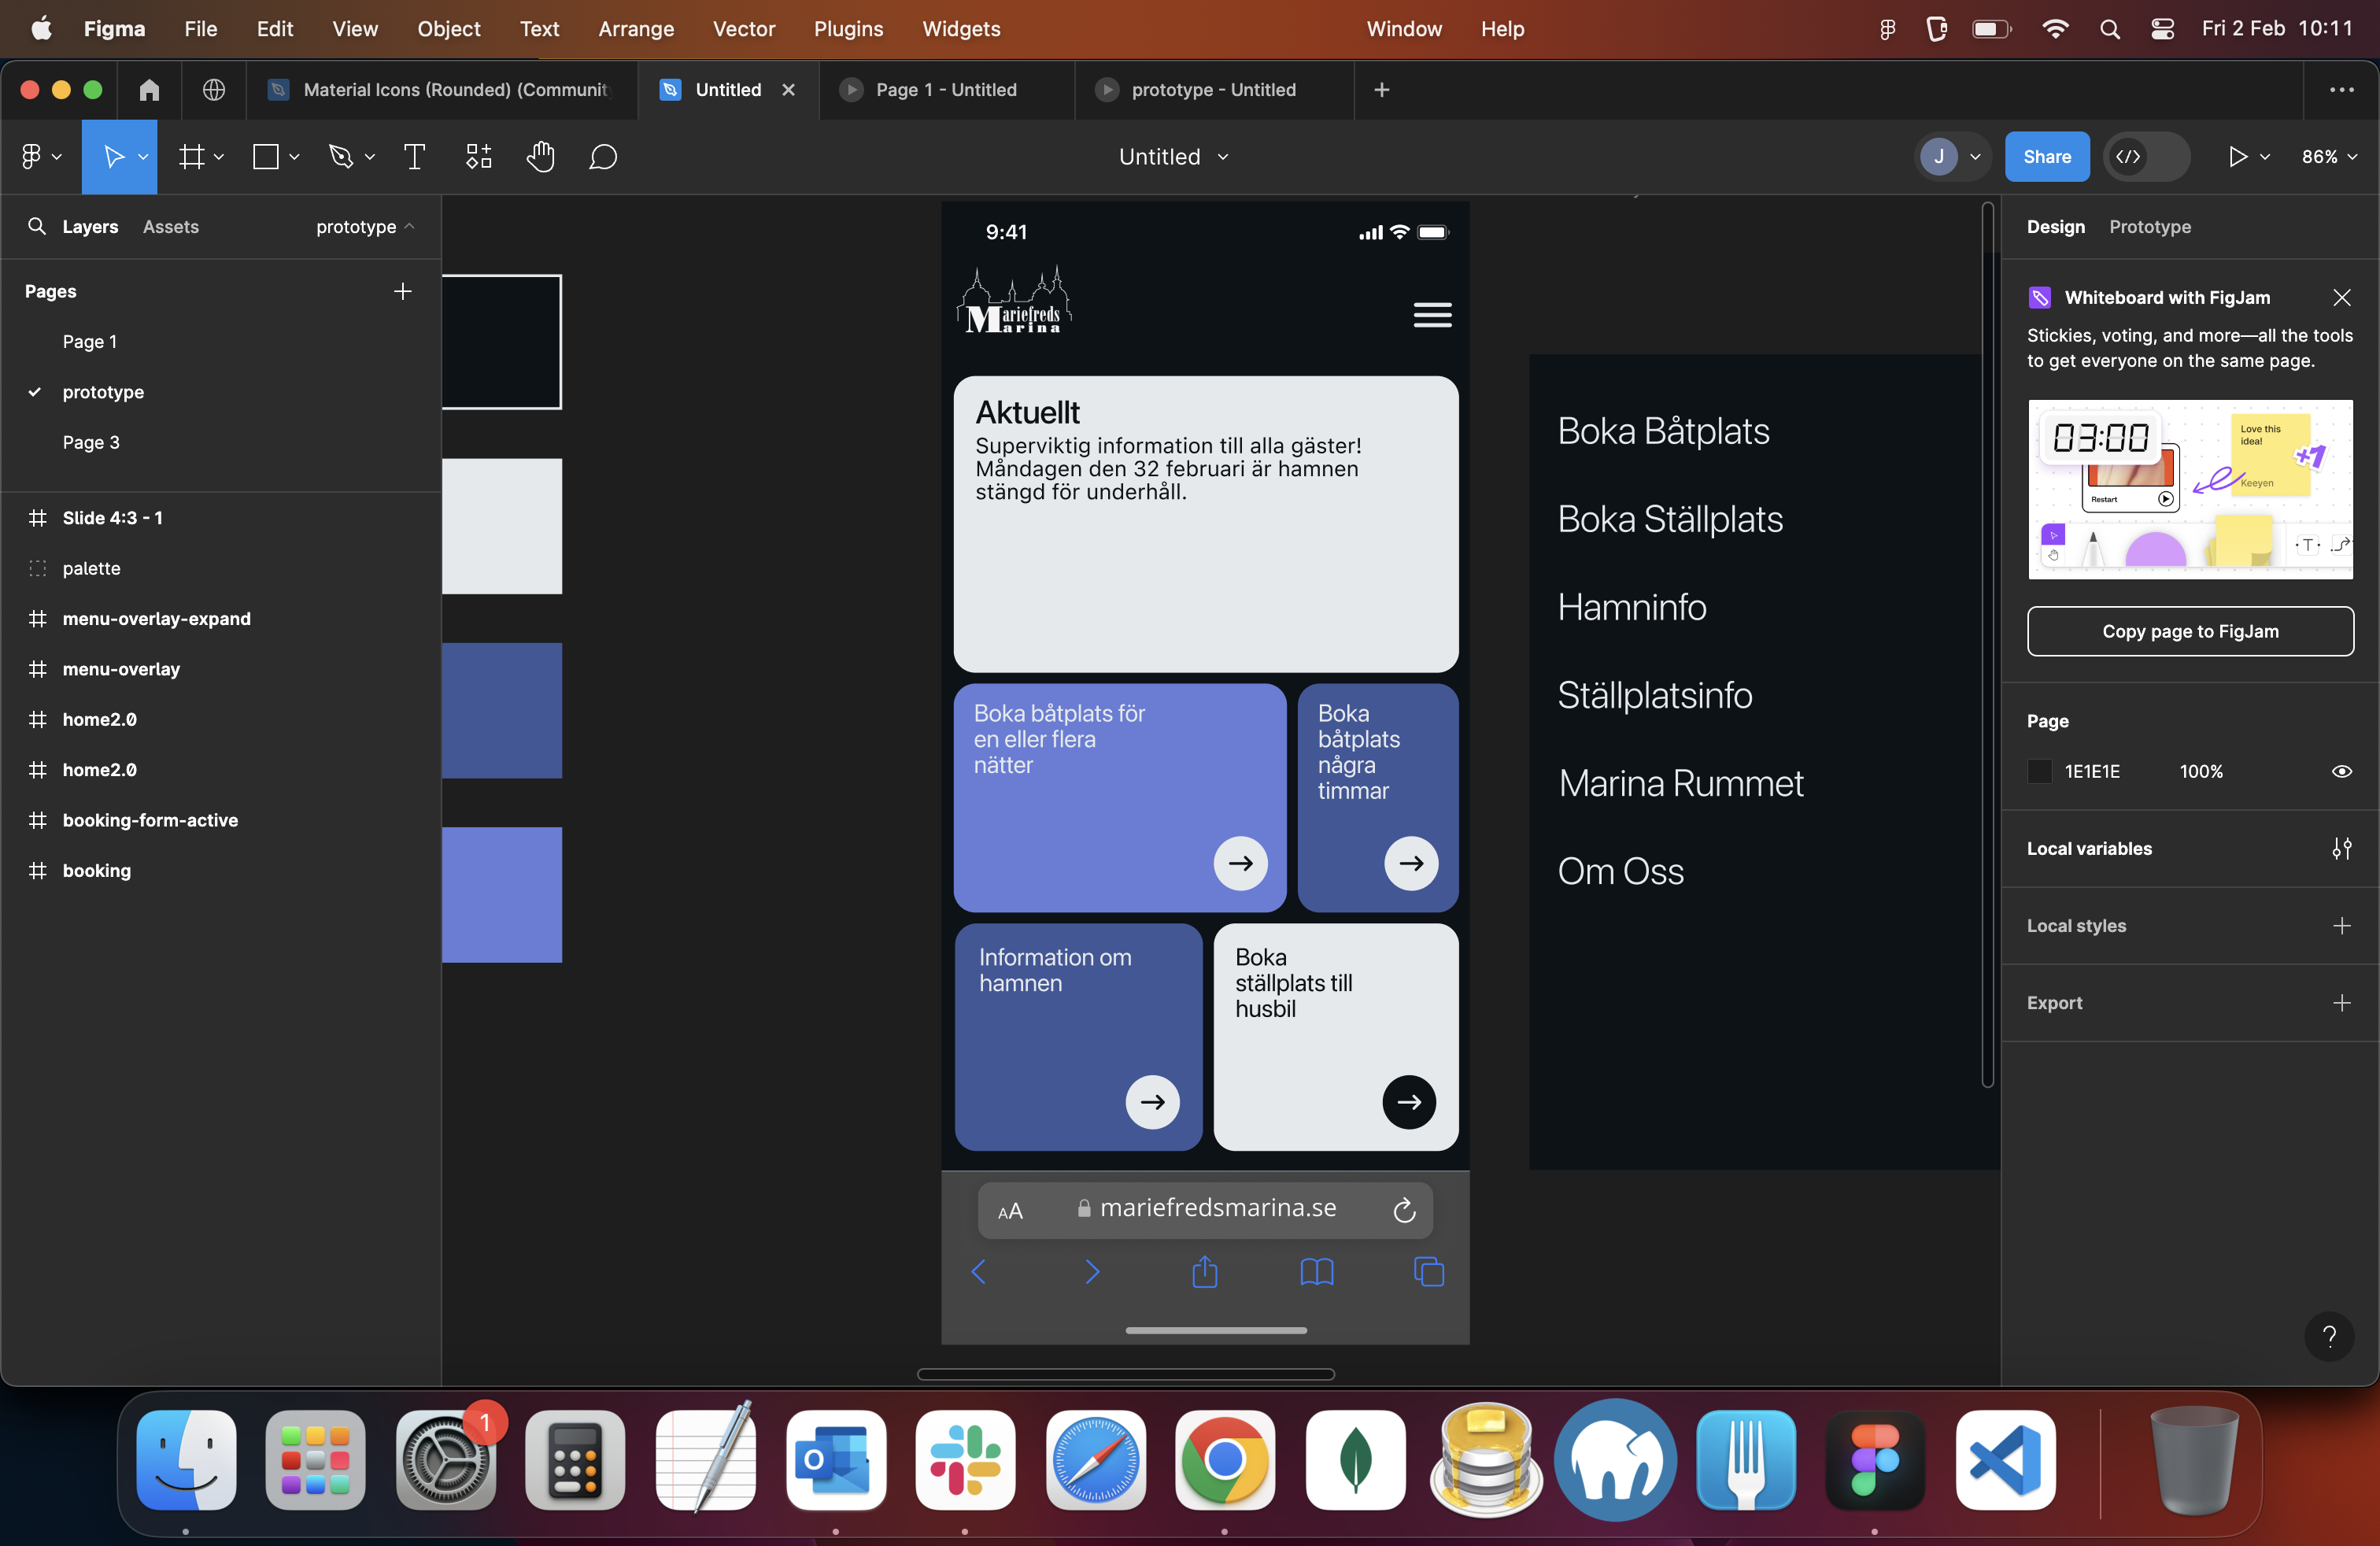 Figma File Edit View Object Text Arrange Vector Plugins Widgets Window Help Fri 2 Feb 10:11
Material Icons (Rounded) (Communit
Untitled
Page 1 - Untitled
prototype - Untitled
Untitled
J
Share
86%
Layers Assets prototype
Pages
Page 1
prototype
Page 3
Slide 4:3 - 1
palette
menu-overlay-expand
menu-overlay
home2.0
home2.0
booking-form-active
booking
9:41
Mariefreds
Marina
Aktuellt
Superviktig information till alla gäster!
Måndagen den 32 februari är hamnen
stängd för underhåll.
Boka båtplats för
en eller flera
nätter
Boka
båtplats
några
timmar
Information om
hamnen
Boka
ställplats till
husbil
AA
mariefredsmarina.se
Boka Båtplats
Boka Ställplats
Hamninfo
Ställplatsinfo
Marina Rummet
Om Oss
Design Prototype
Whiteboard with FigJam
Stickies, voting, and more—all the tools
to get everyone on the same page.
03:00
Restart
Love this
idea!
Keeyen
+1
T
Copy page to FigJam
Page
1E1E1E 100%
Local variables
Local styles
Export
?
1
O